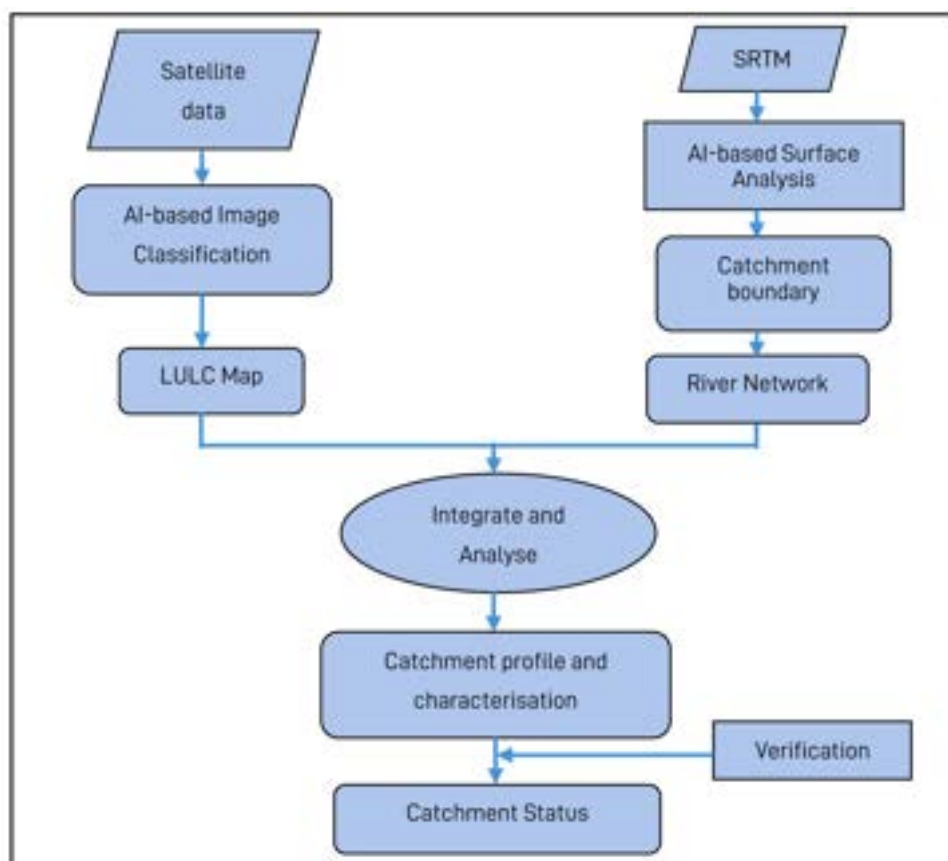 Satellite
data
SRTM
AI-based Surface
Analysis
AI-based Image
Classification
Catchment
boundary
LULC Map
River Network
Integrate and
Analyse
Catchment profile and
characterisation
Verification
Catchment Status